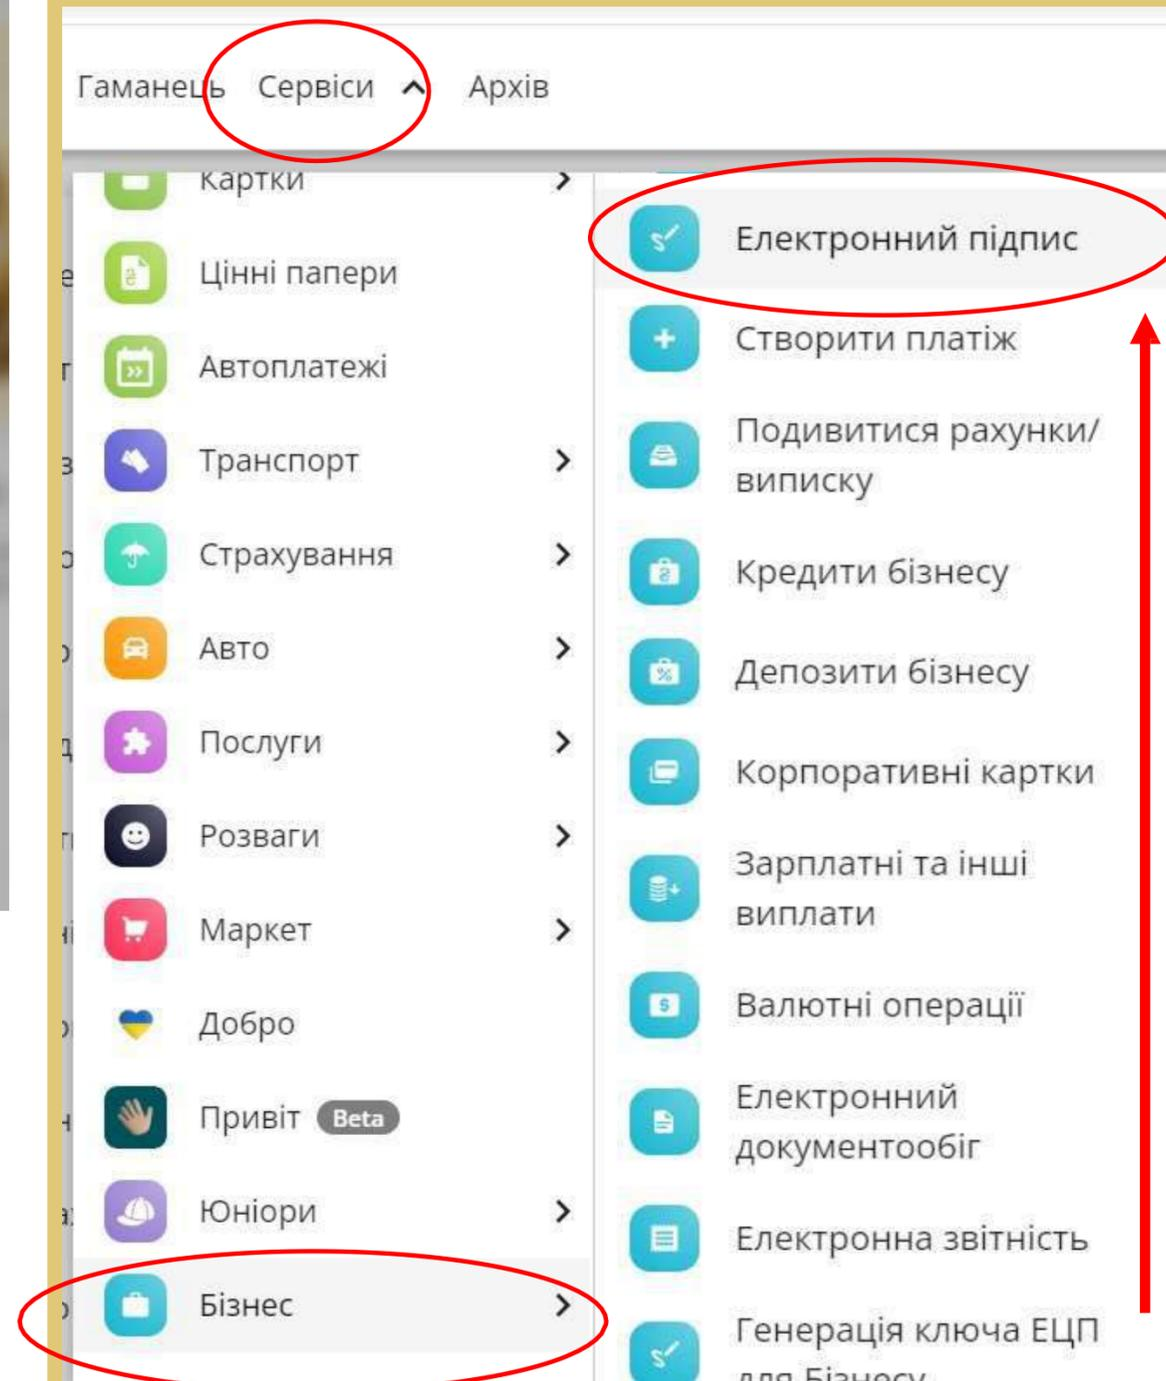 Гаманець Сервіси Архів
Картки
Цінні папери
Автоплатежі
Транспорт
Страхування
Авто
Послуги
Розваги
Маркет
Добро
Привіт Beta
Юніори
Бізнес
Електронний підпис
Створити платіж
Подивитися рахунки/
виписку
Кредити бізнесу
Депозити бізнесу
Корпоративні картки
Зарплатні та інші
виплати
Валютні операції
Електронний
документообіг
Електронна звітність
Генерація ключа ЕЦП
для Бізнесу